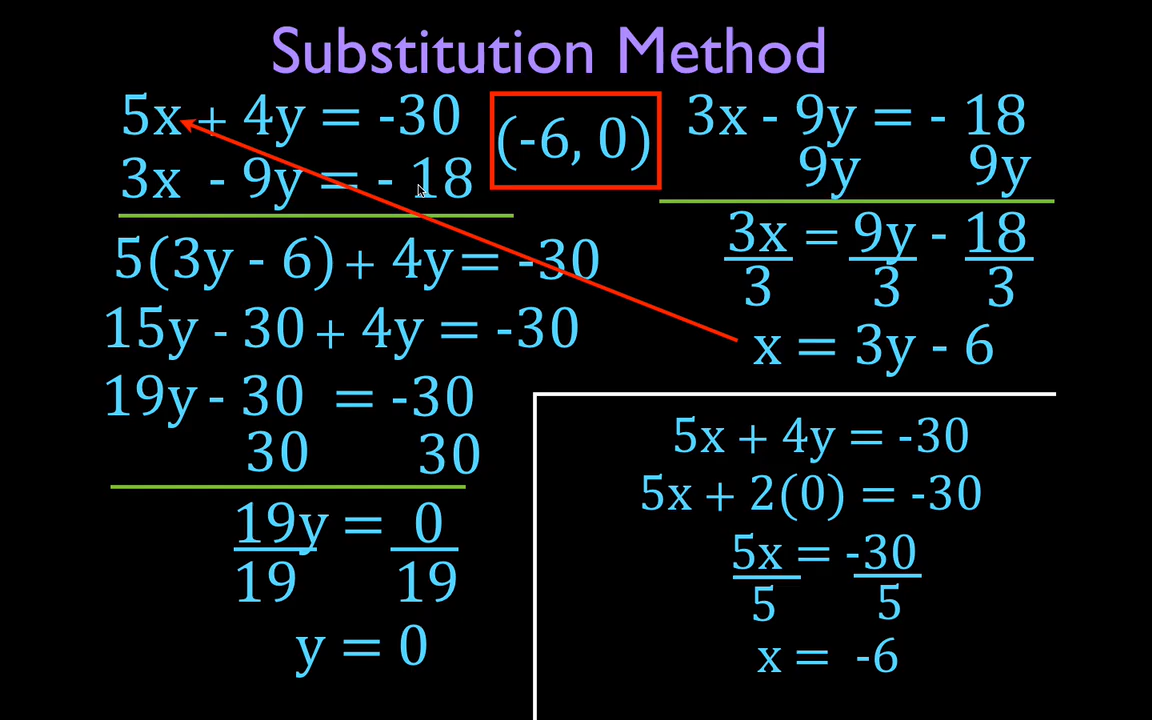 Substitution Method
5x + 4y = -30
3x - 9y = - 18
5(3y - 6) + 4y = -30
15y - 30 + 4y = -30
19y - 30 = -30
30 30
19y = 0
19 19
y = 0
(-6, 0)
3x - 9y = - 18
9y 9y
3x = 9y - 18
3 3 3
x = 3y - 6
5x + 4y = -30
5x + 2(0) = -30
5x = -30
5 5
x = -6